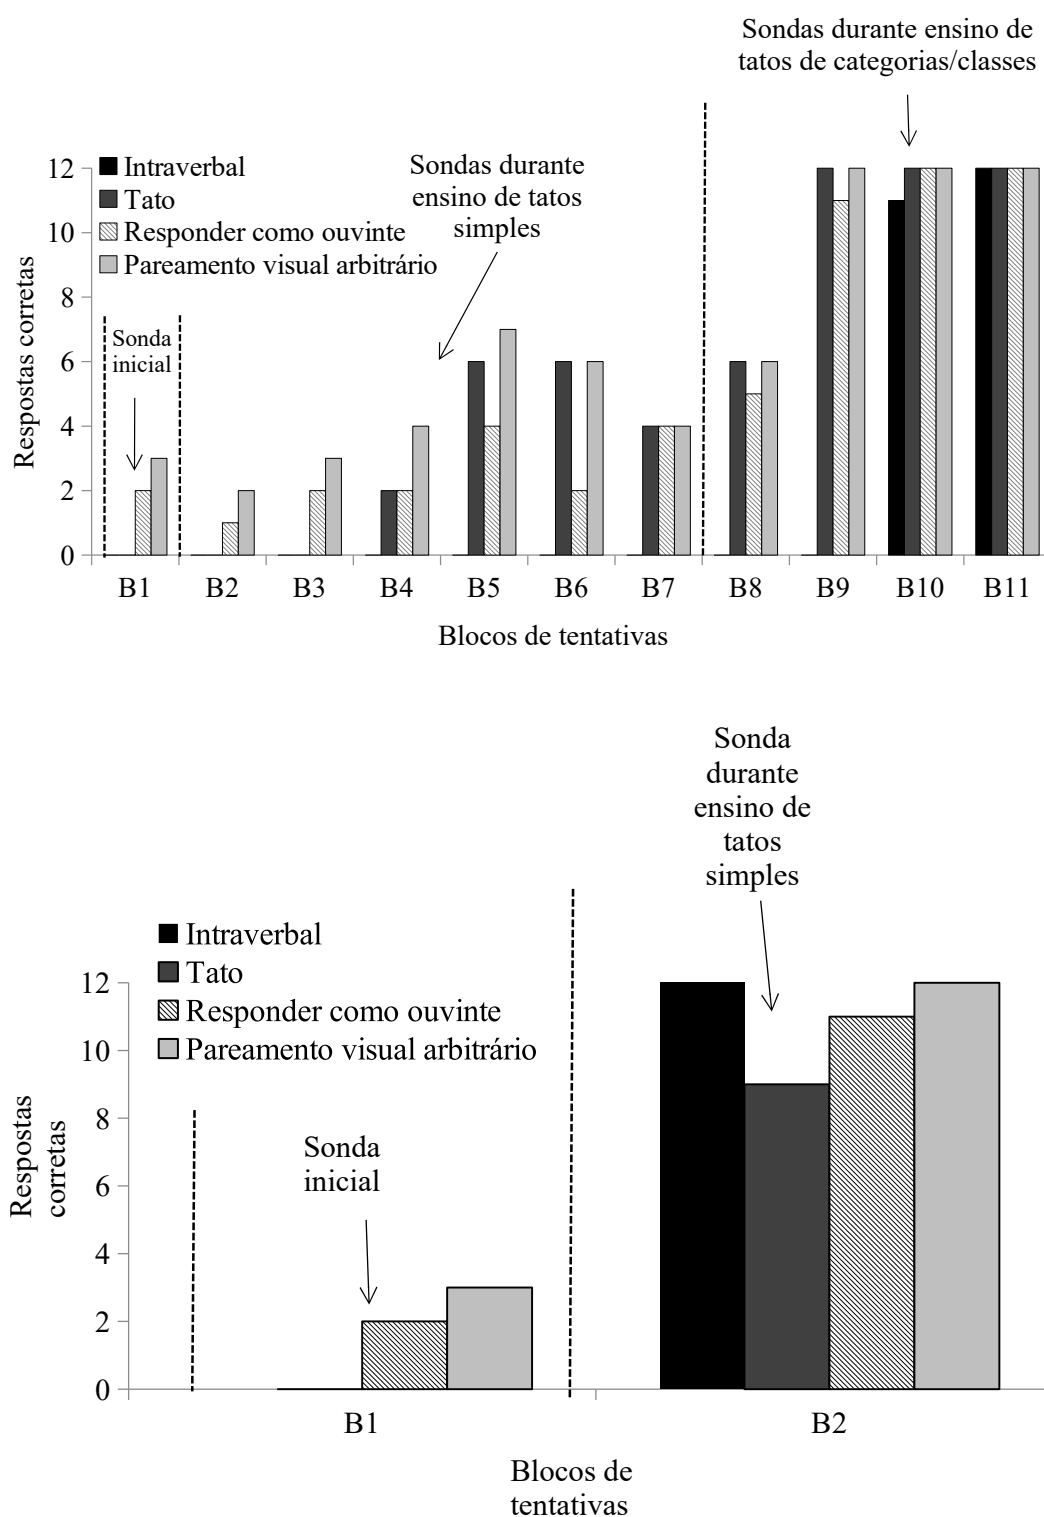 Sondas durante ensino de
tatos de categorias/classes
Sondas durante
ensino de tatos
simples
Intraverbal
Tato
Responder como ouvinte
Pareamento visual arbitrário
Sonda
inicial
Respostas corretas
12
10
8
6
4
2
0
B1 B2 B3 B4 B5 B6 B7 B8 B9 B10 B11
Blocos de tentativas
Sonda
durante
ensino de
tatos
simples
Intraverbal
Tato
Responder como ouvinte
Pareamento visual arbitrário
Sonda
inicial
Respostas
corretas
12
10
8
6
4
2
0
B1 B2
Blocos de
tentativas